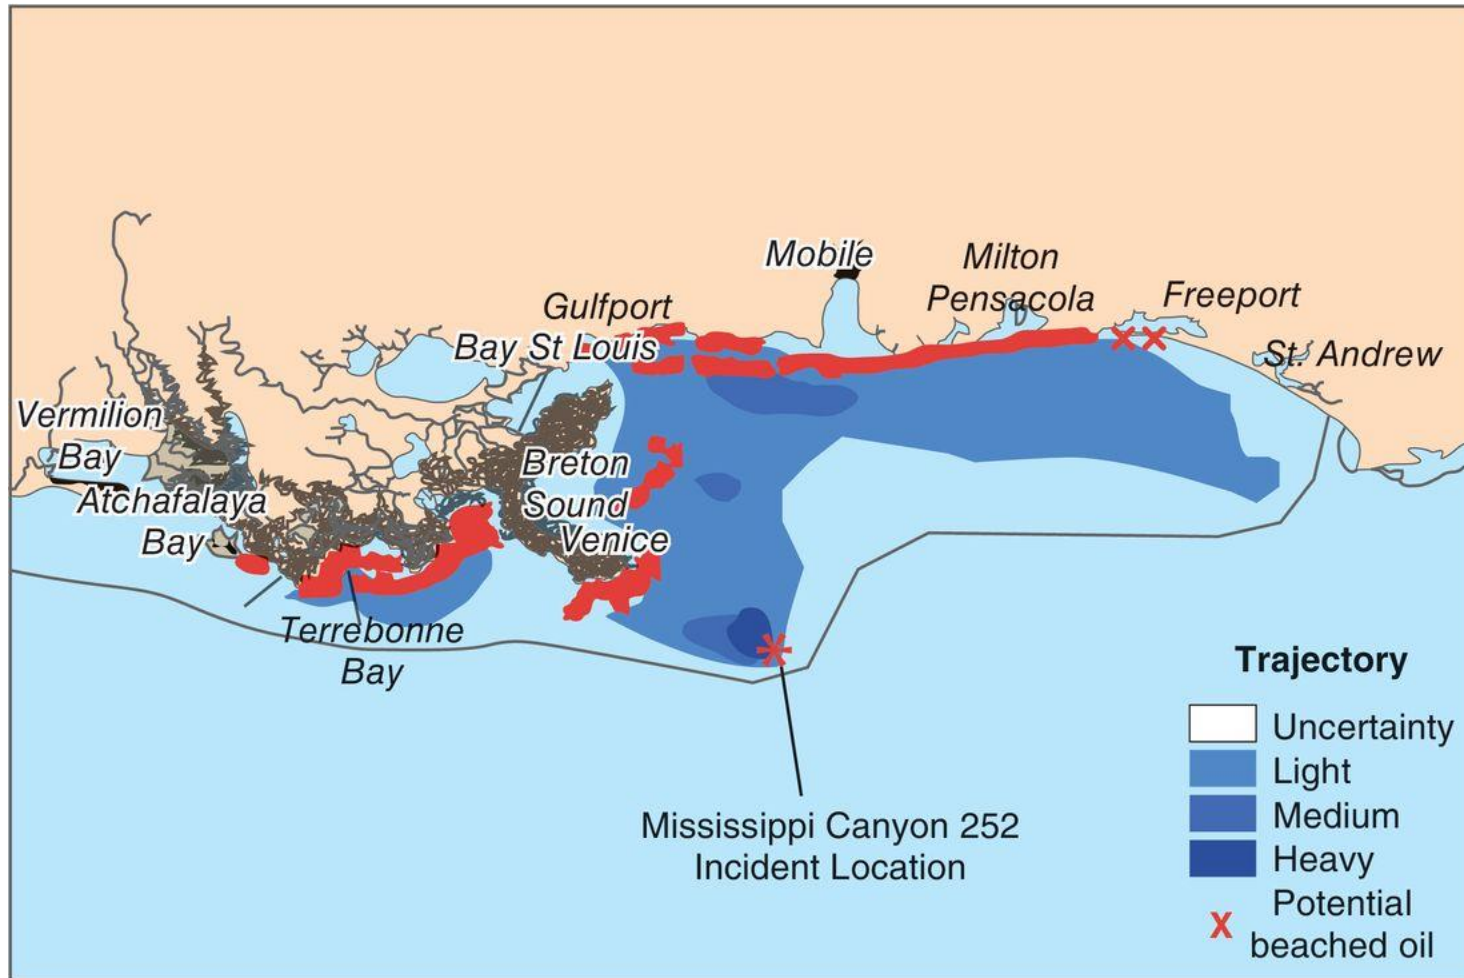 Mobile
Milton
Pensacola
Freeport
Gulfport
Bay St Louis
St. Andrew
Vermilion
Bay
Atchafalaya
Bay
Breton
Sound
Venice
Terrebonne
Bay
Mississippi Canyon 252
Incident Location
Trajectory
Uncertainty
Light
Medium
Heavy
X Potential
beached oil